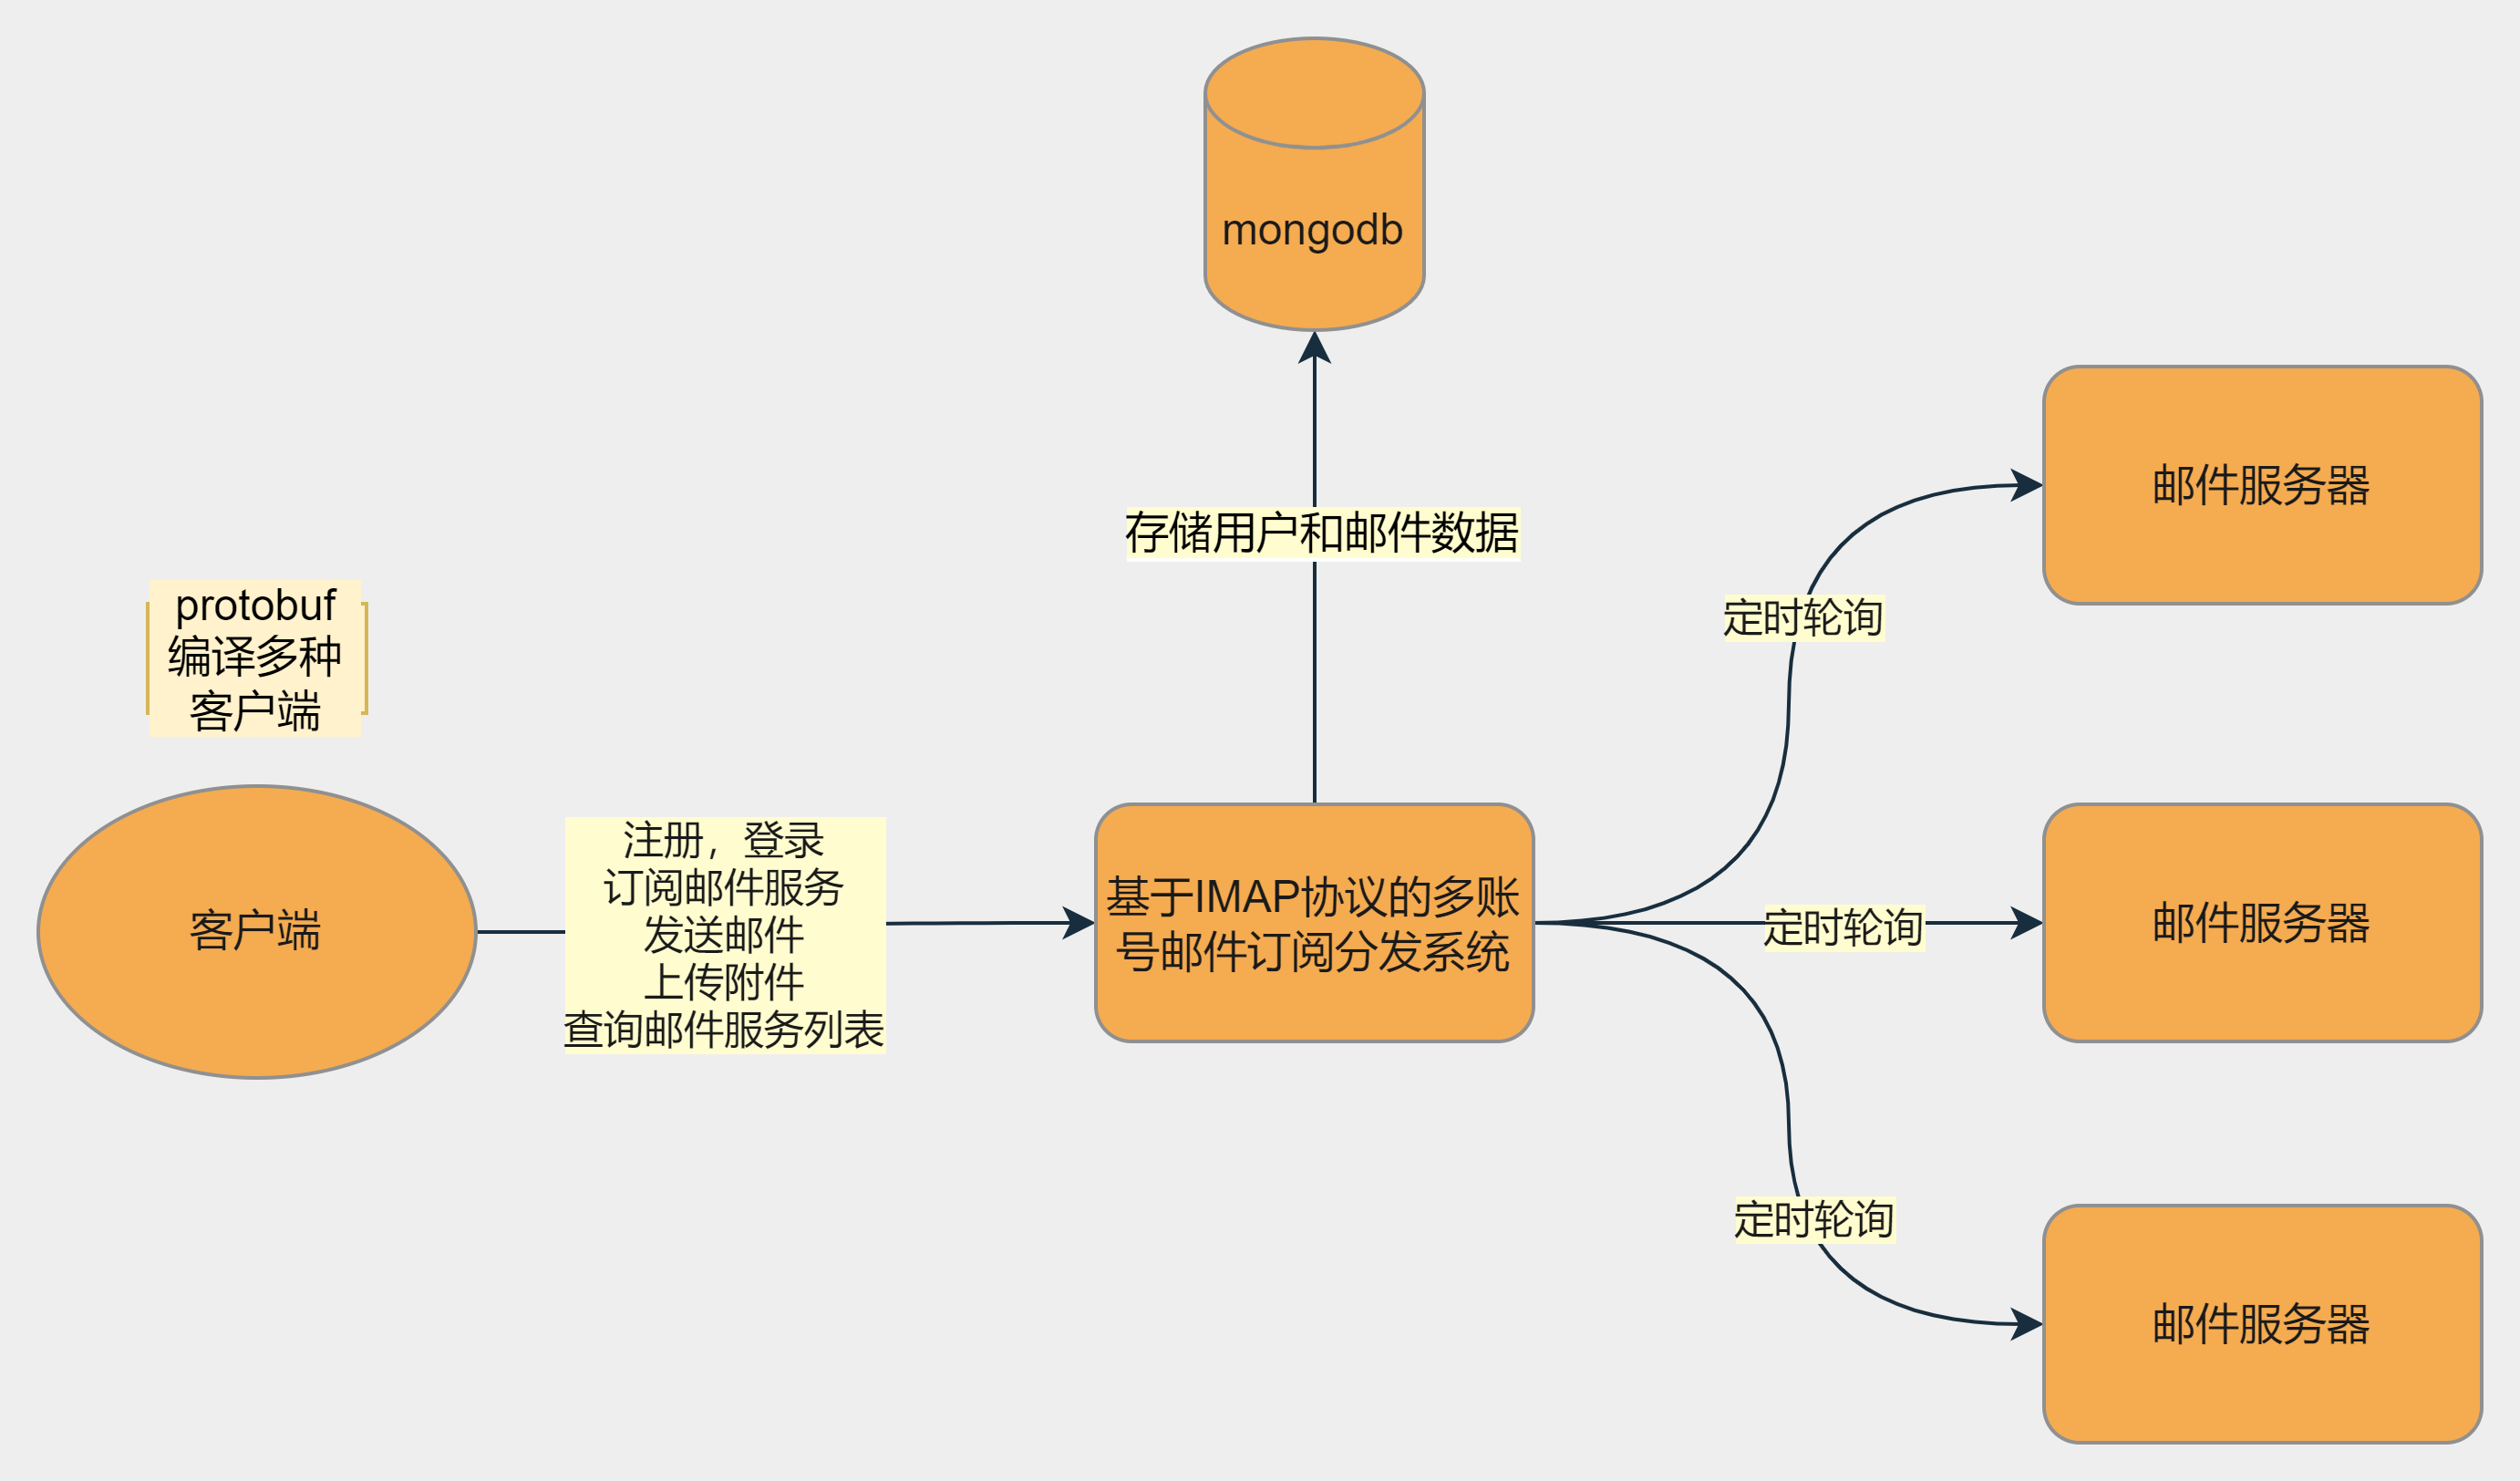 mongodb
存储用户和邮件数据
protobuf
编译多种
客户端
客户端
注册，登录
订阅邮件服务
发送邮件
上传附件
查询邮件服务列表
基于IMAP协议的多账
号邮件订阅分发系统
定时轮询
定时轮询
定时轮询
邮件服务器
邮件服务器
邮件服务器